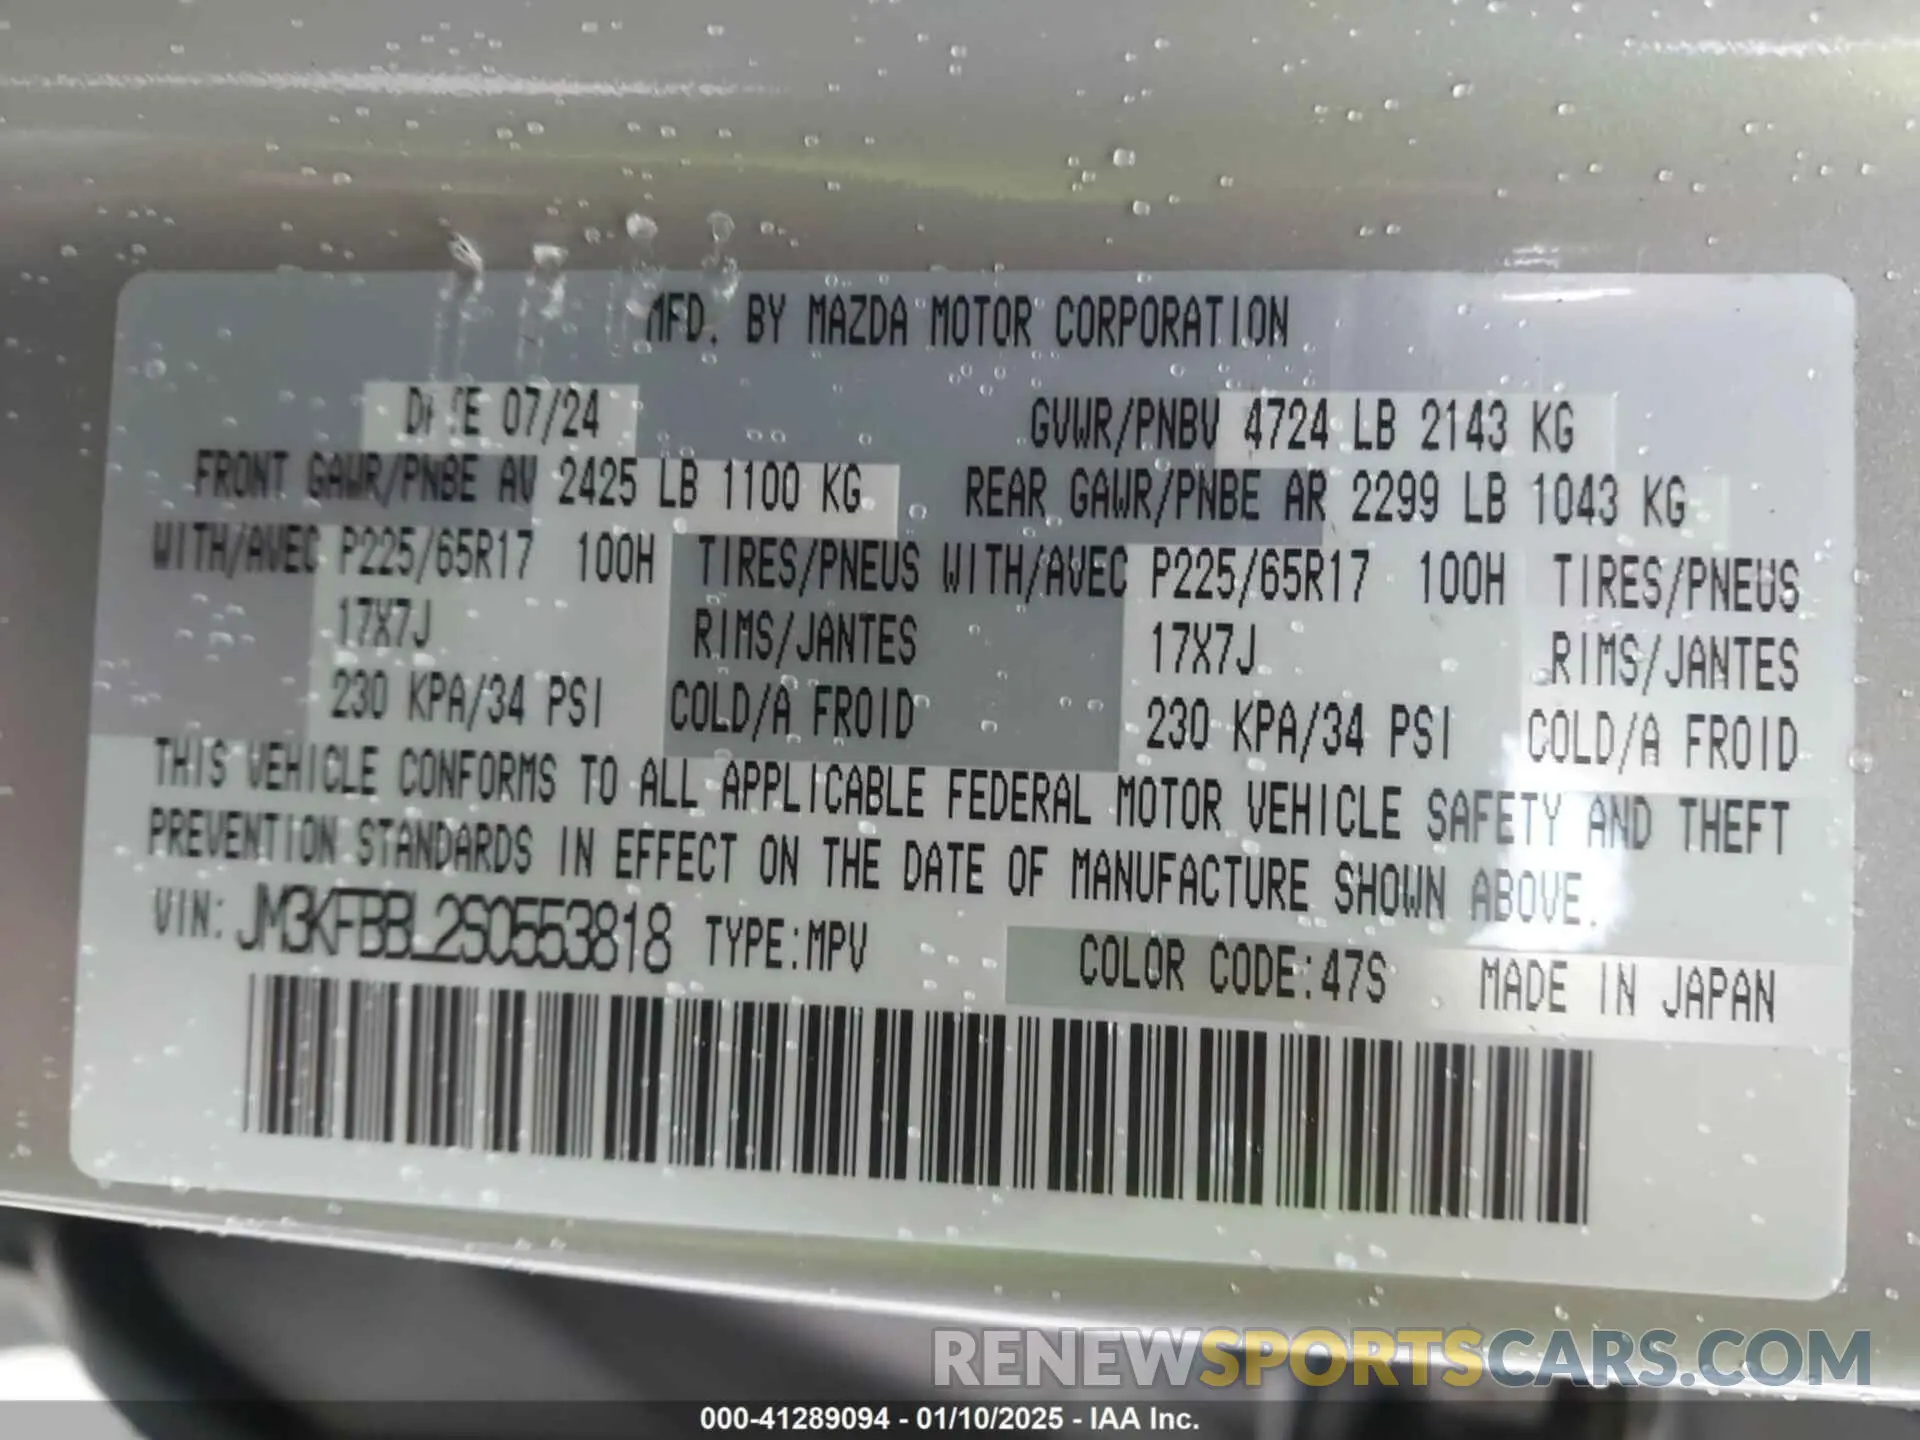 MFD. BY MAZDA MOTOR CORPORATION
DATE 07/24 GVWR/PNBV 4724 LB 2143 KG
FRONT GAWR/PNBE AV 2425 LB 1100 KG REAR GAWR/PNBE AR 2299 LB 1043 KG
WITH/AVEC P225/65R17 100H TIRES/PNEUS WITH/AVEC P225/65R17 100H TIRES/PNEUS
17X7J RIMS/JANTES 17X7J RIMS/JANTES
230 KPA/34 PSI COLD/A FROID 230 KPA/34 PSI COLD/A FROID
THIS VEHICLE CONFORMS TO ALL APPLICABLE FEDERAL MOTOR VEHICLE SAFETY AND THEFT
PREVENTION STANDARDS IN EFFECT ON THE DATE OF MANUFACTURE SHOWN ABOVE.
VIN: JM3KFBBL2S0553818 TYPE:MPV COLOR CODE:47S MADE IN JAPAN
RENEWSPORTSCARS.COM
000-41289094 - 01/10/2025 - IAA Inc.